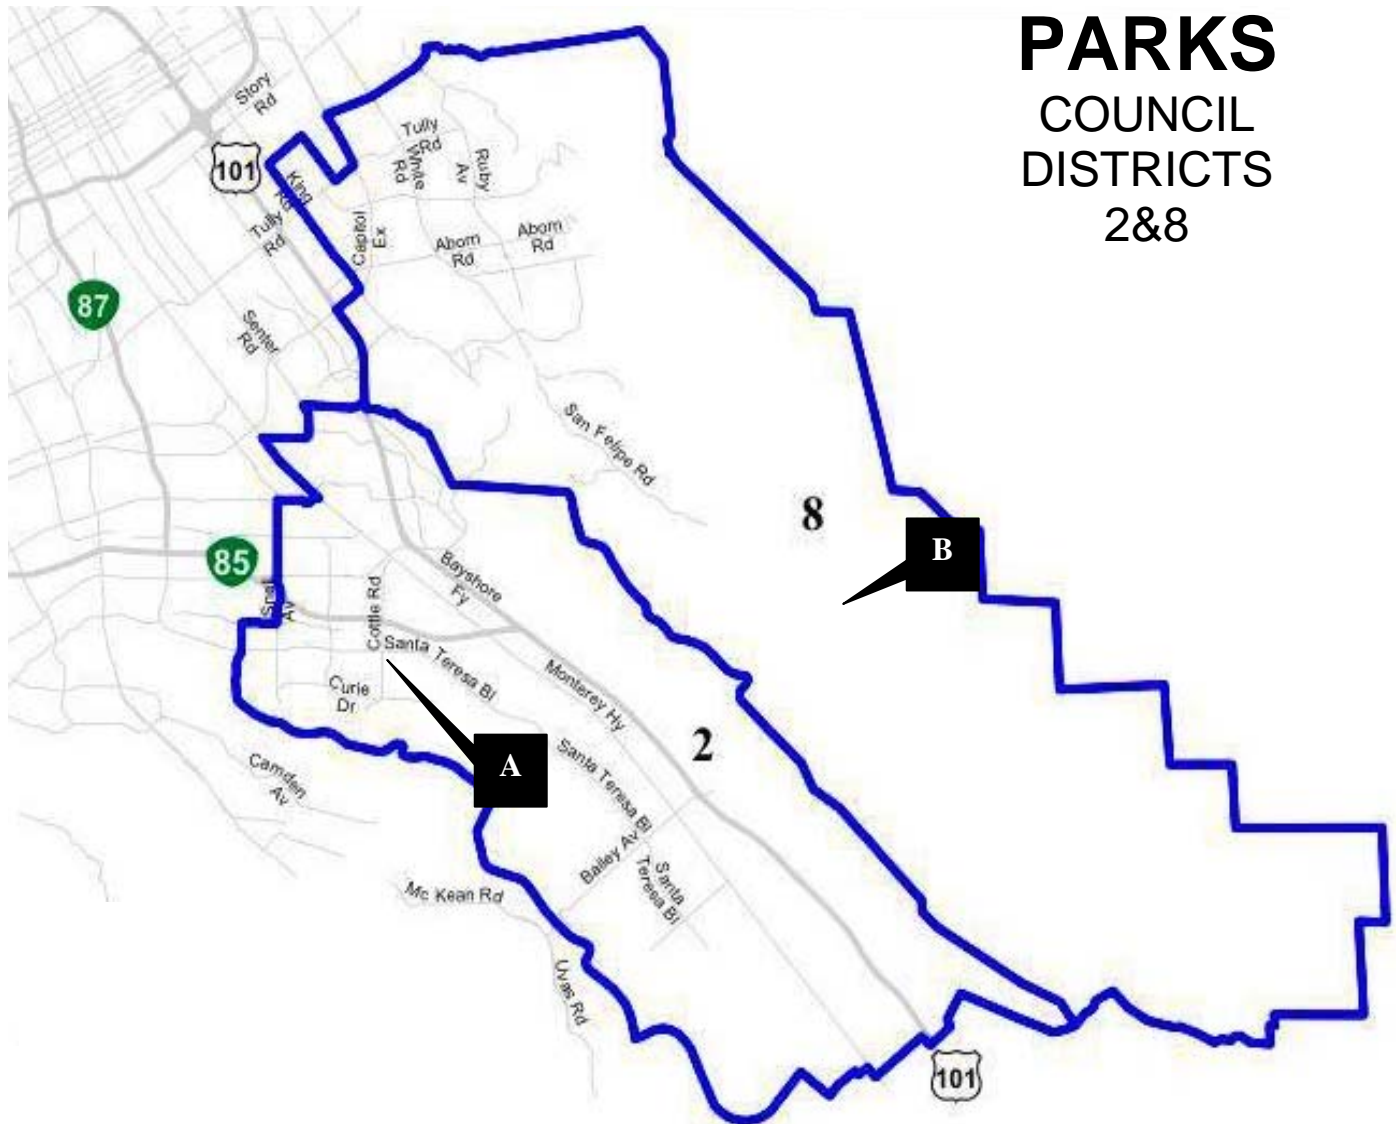 PARKS
COUNCIL
DISTRICTS
2&8
Story
Rd
101
Tully
Rd
White
Rd
Ruby
Av
King
Rd
Tully
Rd
Capitol
Ex
Aborn
Rd
Aborn
Rd
87
Senter
Rd
San Felipe Rd
8
B
85
Snell
Av
Cottle Rd
Bayshore
Fy
Santa Teresa Bl
Curie
Dr
Monterey Hy
2
A
Camden
Av
Santa Teresa Bl
Bailey Av
Santa
Teresa Bl
Mc Kean Rd
Uvas Rd
101